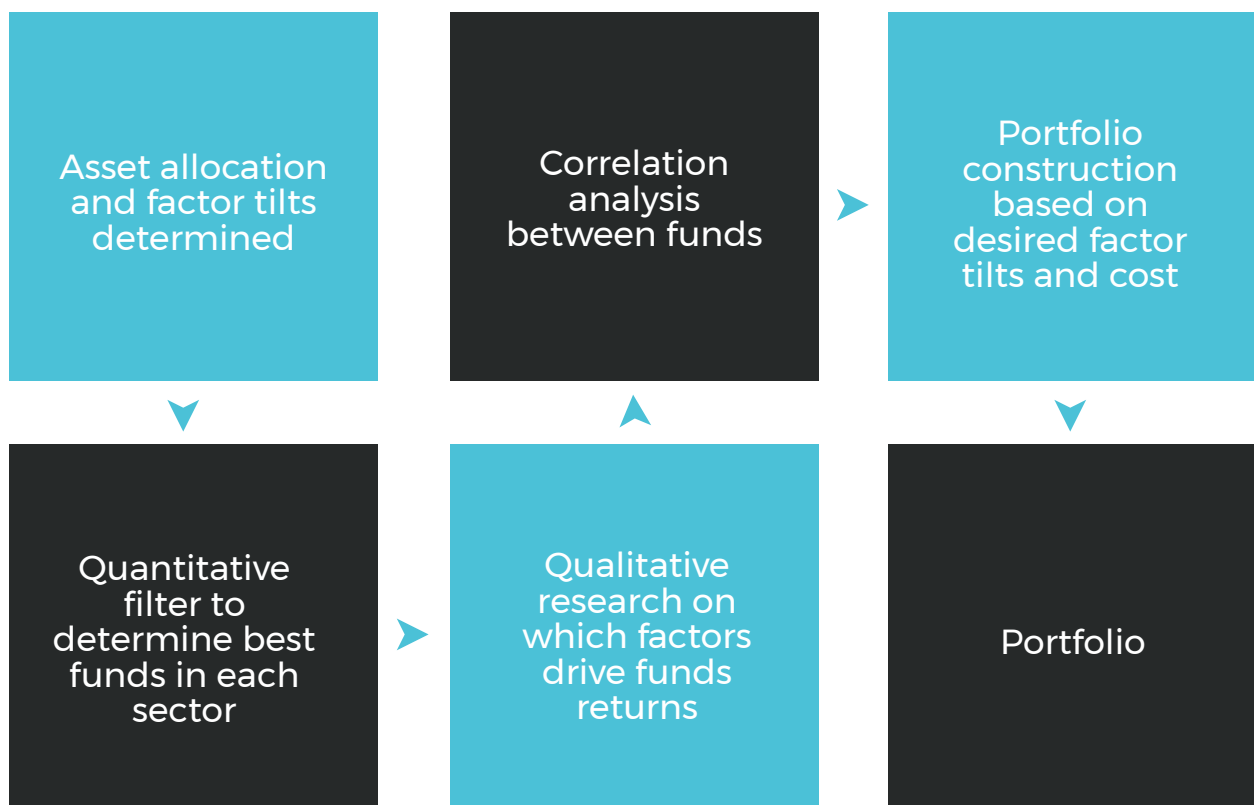 Asset allocation
and factor tilts
determined
Quantitative
filter to
determine best
funds in each
sector
Qualitative
research on
which factors
drive funds
returns
Correlation
analysis
between funds
Portfolio
construction
based on
desired factor
tilts and cost
Portfolio